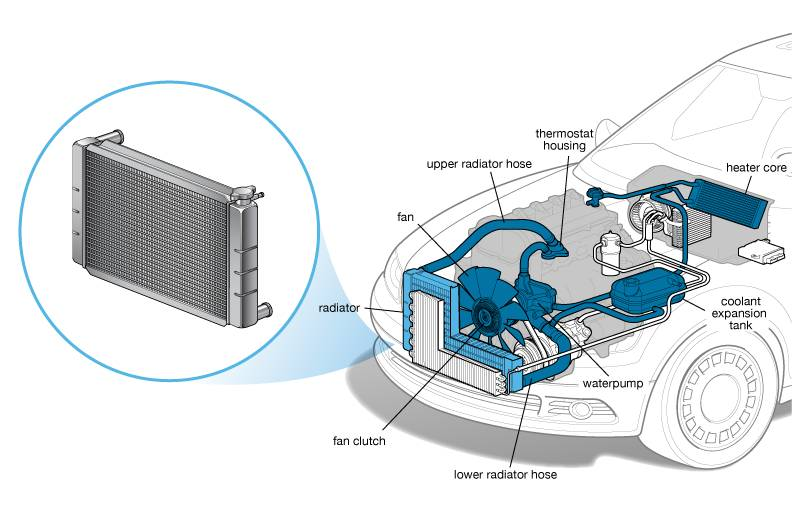 thermostat
housing
upper radiator hose
heater core
fan
radiator
coolant
expansion
tank
waterpump
fan clutch
lower radiator hose